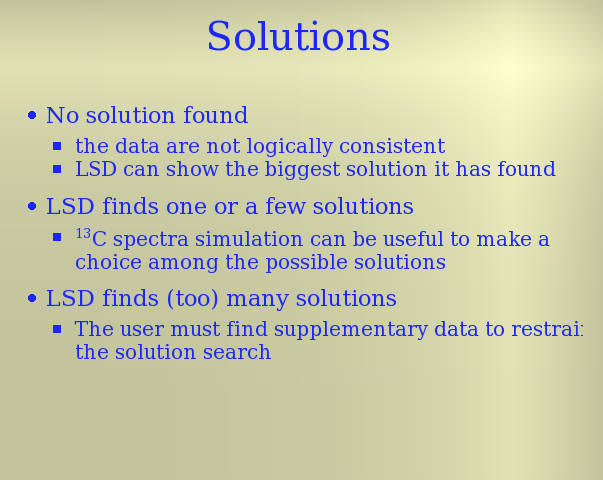 Solutions
• No solution found
▪ the data are not logically consistent
▪ LSD can show the biggest solution it has found
• LSD finds one or a few solutions
▪ ¹³C spectra simulation can be useful to make a
choice among the possible solutions
• LSD finds (too) many solutions
▪ The user must find supplementary data to restrai
the solution search